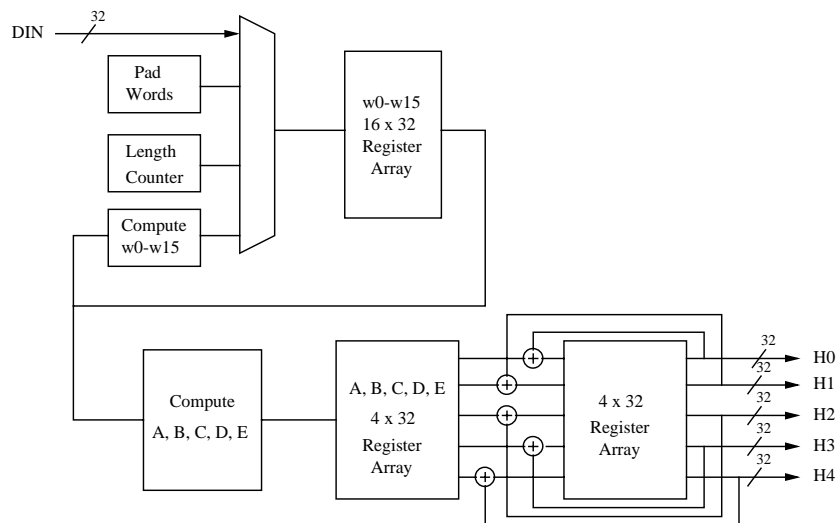 DIN
32
Pad
Words
Length
Counter
Compute
w0-w15
w0-w15
16 x 32
Register
Array
Compute
A, B, C, D, E
A, B, C, D, E
4 x 32
Register
Array
4 x 32
Register
Array
32
H0
32
H1
32
H2
32
H3
32
H4